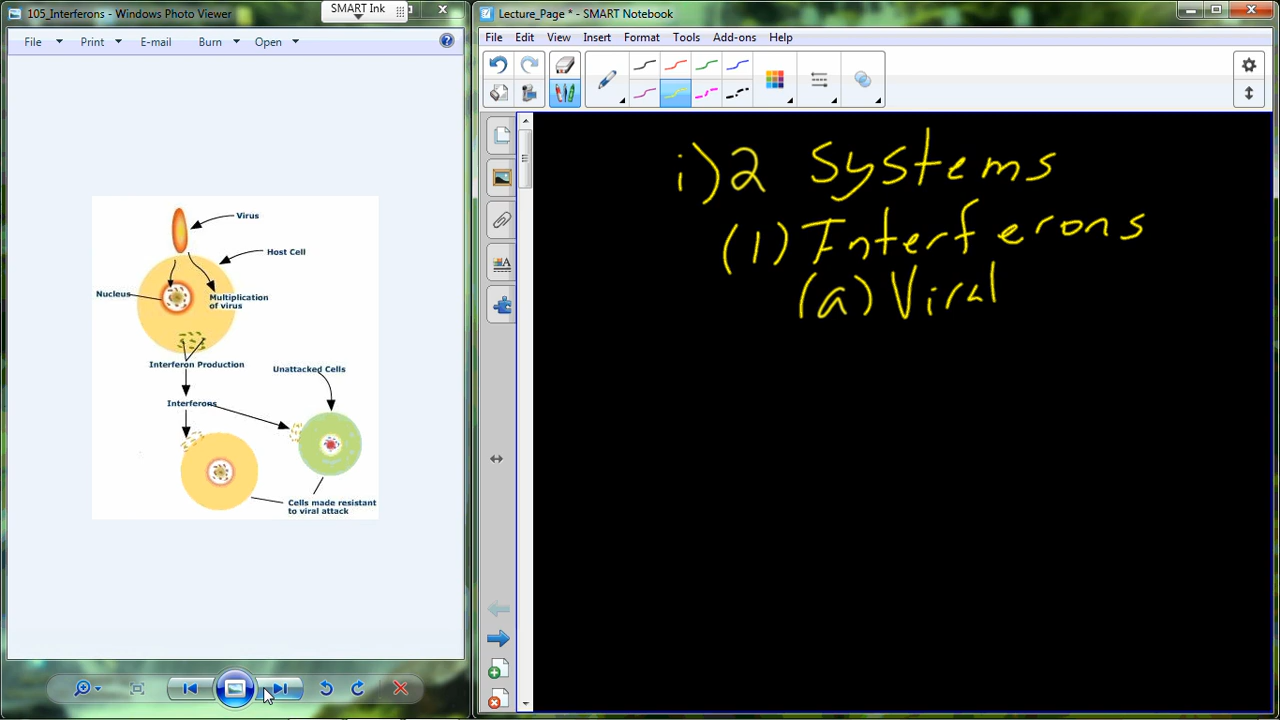 105_Interferons - Windows Photo Viewer
SMART Ink
File Print E-mail Burn Open
Virus
Host Cell
Nucleus
Multiplication
of virus
Interferon Production
Unattacked Cells
Interferons
Cells made resistant
to viral attack
Lecture_Page * - SMART Notebook
File Edit View Insert Format Tools Add-ons Help
i) 2 Systems
(1) Interferons
(a) Viral